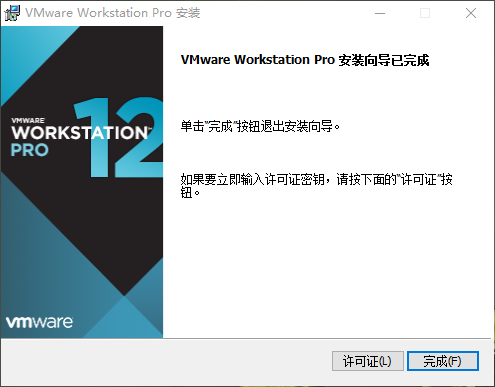 VMware Workstation Pro 安装
VMware Workstation Pro 安装向导已完成
VMWARE
WORKSTATION™
PRO
12
单击"完成"按钮退出安装向导。
如果要立即输入许可证密钥，请按下面的"许可证"按
钮。
vmware
许可证(L)
完成(F)